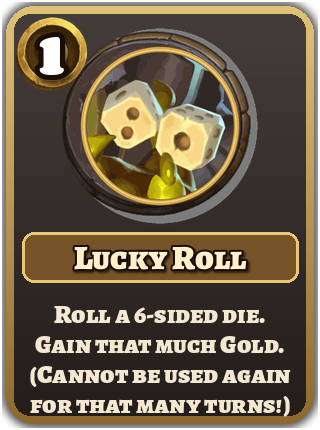 1
Lucky Roll
Roll a 6-sided die.
Gain that much Gold.
(Cannot be used again
for that many turns!)